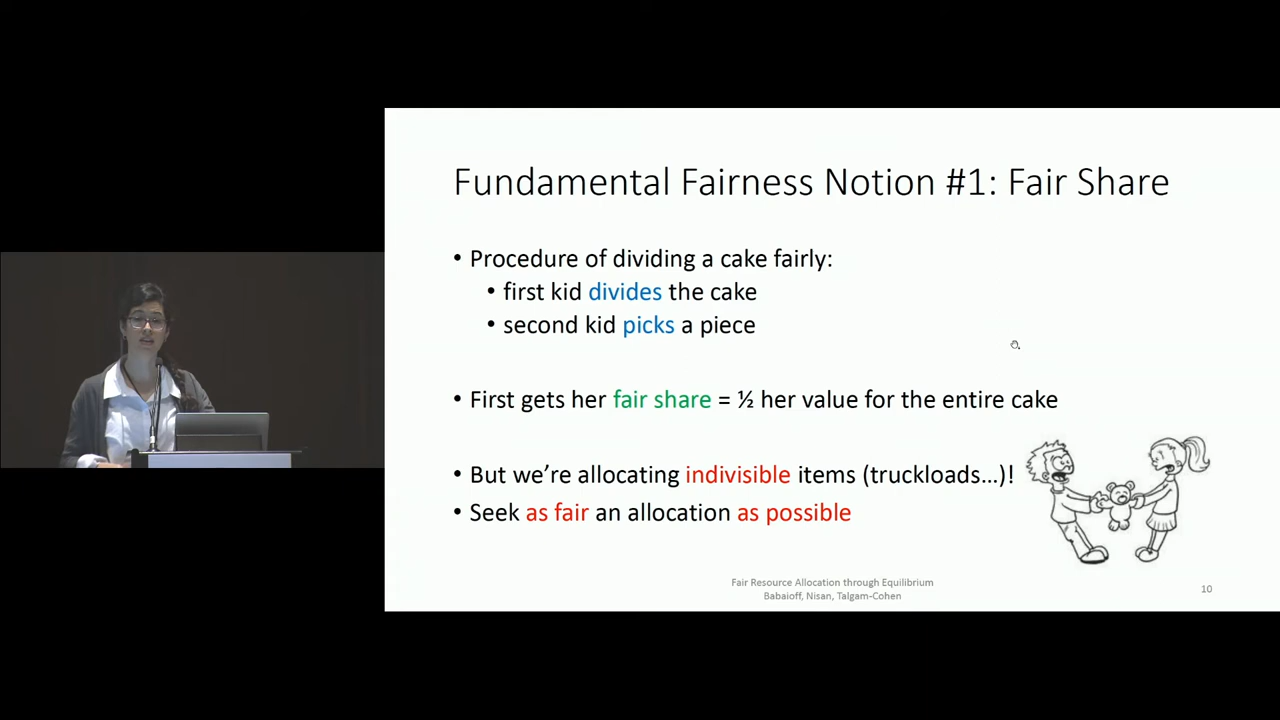 Fundamental Fairness Notion #1: Fair Share
• Procedure of dividing a cake fairly:
• first kid divides the cake
• second kid picks a piece
• First gets her fair share = ½ her value for the entire cake
• But we’re allocating indivisible items (truckloads…)!
• Seek as fair an allocation as possible
Fair Resource Allocation through Equilibrium
Babaioff, Nisan, Talgam-Cohen
10